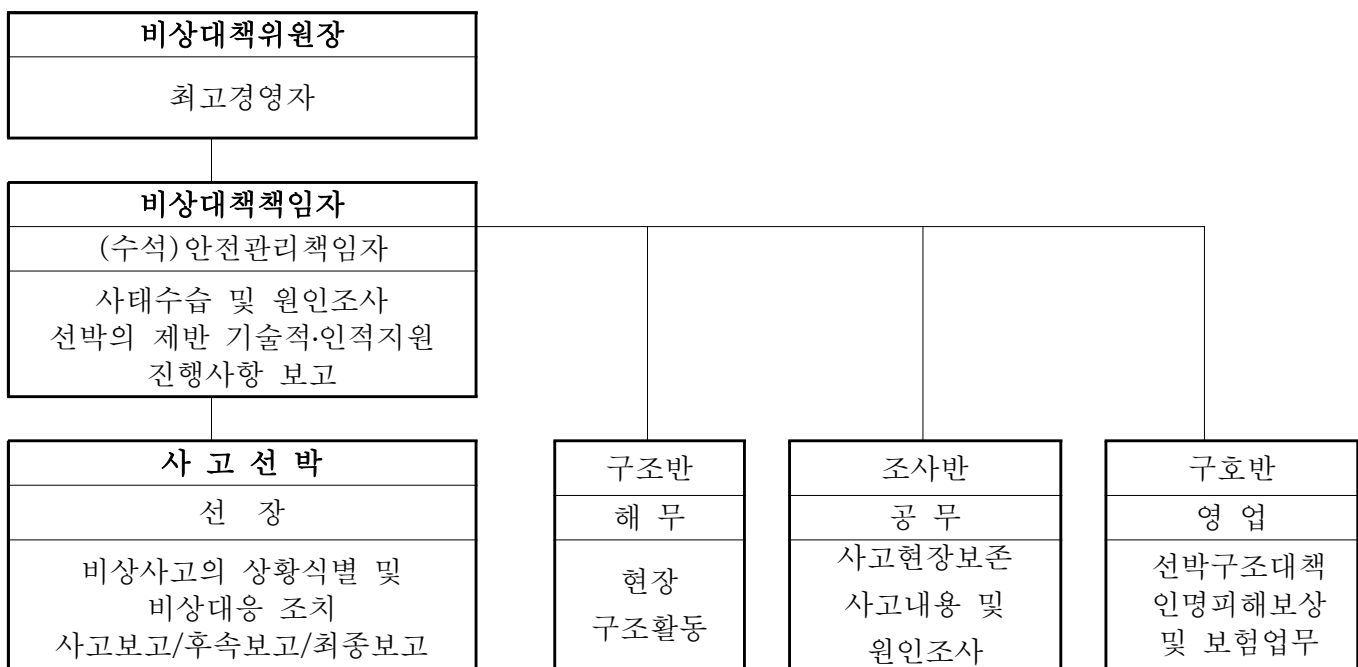 비상대책위원장
최고경영자
비상대책책임자
(수석)안전관리책임자
사태수습 및 원인조사
선박의 제반 기술적·인적지원
진행사항 보고
사 고 선 박
선 장
비상사고의 상황식별 및
비상대응 조치
사고보고/후속보고/최종보고
구조반
해 무
현장
구조활동
조사반
공 무
사고현장보존
사고내용 및
원인조사
구호반
영 업
선박구조대책
인명피해보상
및 보험업무